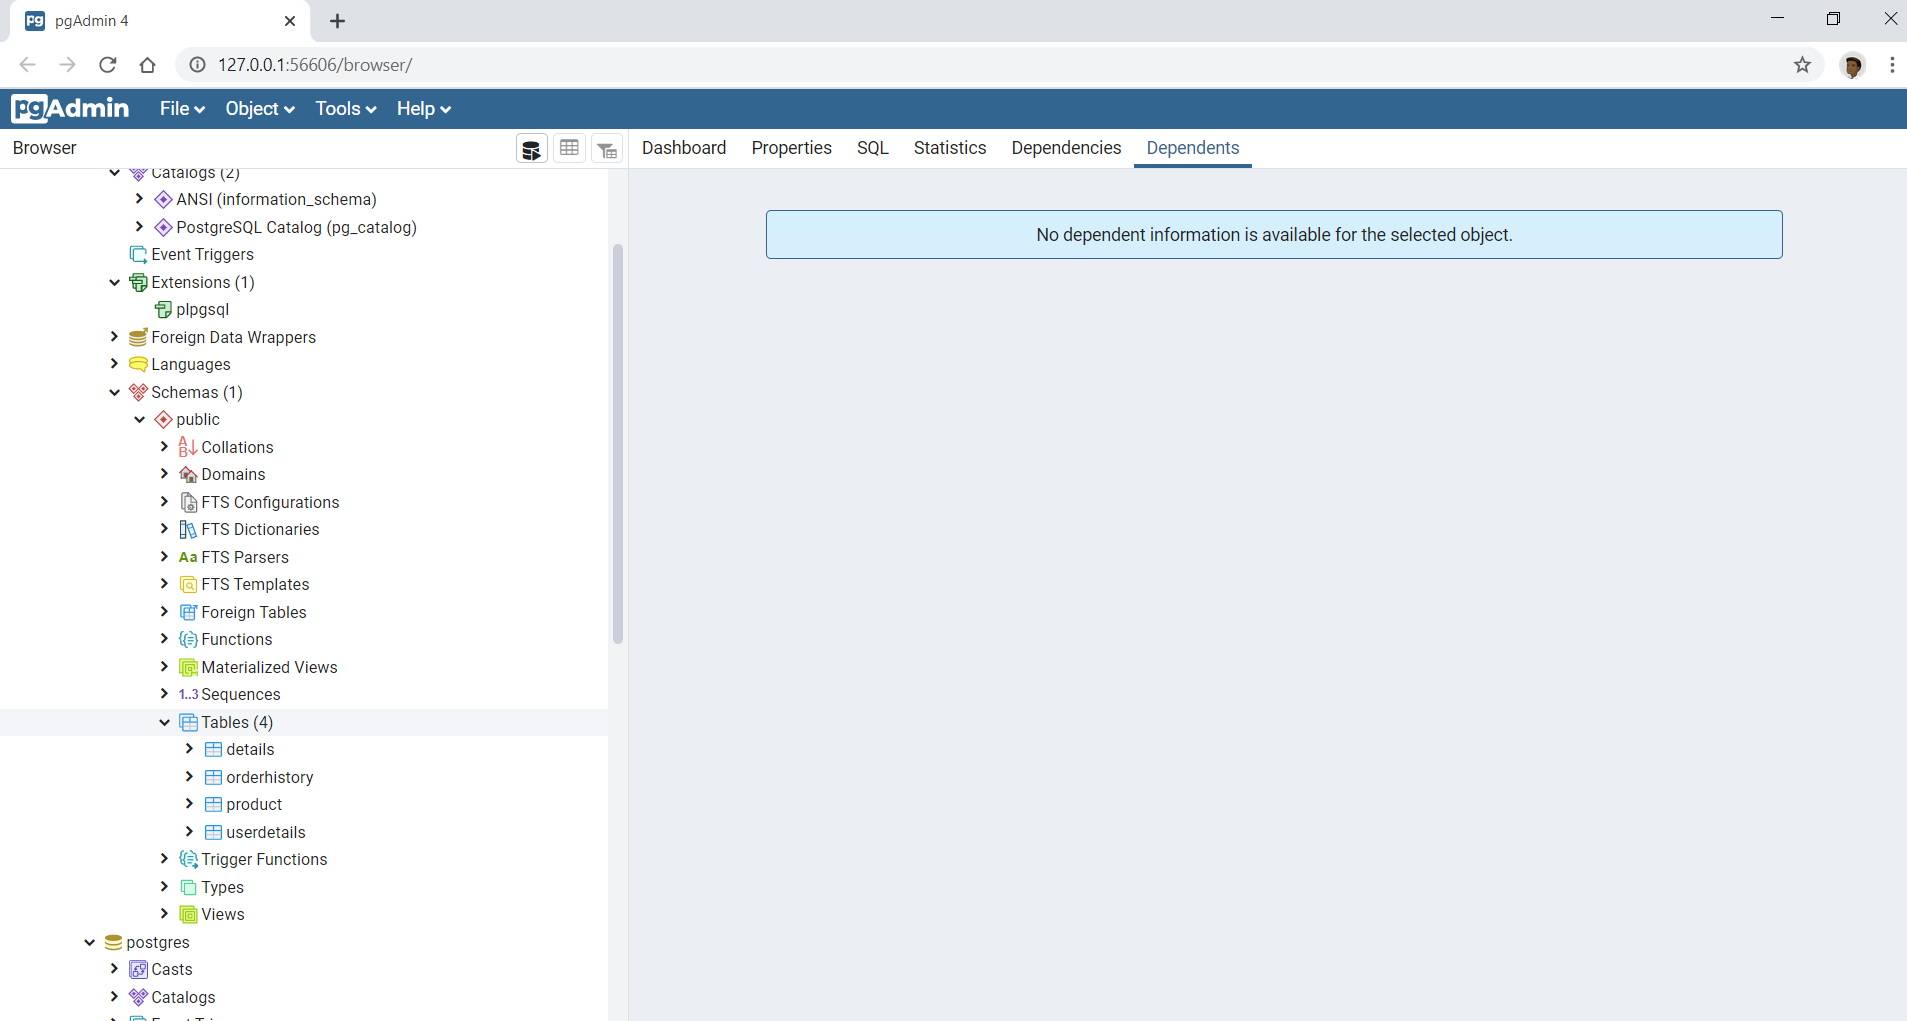 pgAdmin 4
127.0.0.1:56606/browser/
pgAdmin File Object Tools Help
Browser
Dashboard Properties SQL Statistics Dependencies Dependents
Catalogs (2)
ANSI (information_schema)
PostgreSQL Catalog (pg_catalog)
Event Triggers
Extensions (1)
plpgsql
Foreign Data Wrappers
Languages
Schemas (1)
public
Collations
Domains
FTS Configurations
FTS Dictionaries
Aa FTS Parsers
FTS Templates
Foreign Tables
Functions
Materialized Views
1..3 Sequences
Tables (4)
details
orderhistory
product
userdetails
Trigger Functions
Types
Views
postgres
Casts
Catalogs
No dependent information is available for the selected object.